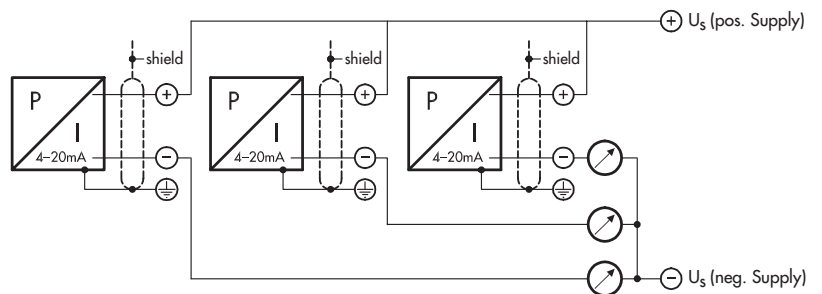 + U_s (pos. Supply)
shield
shield
shield
P
I
4–20mA
+
−
P
I
4–20mA
+
−
P
I
4–20mA
+
−
− U_s (neg. Supply)